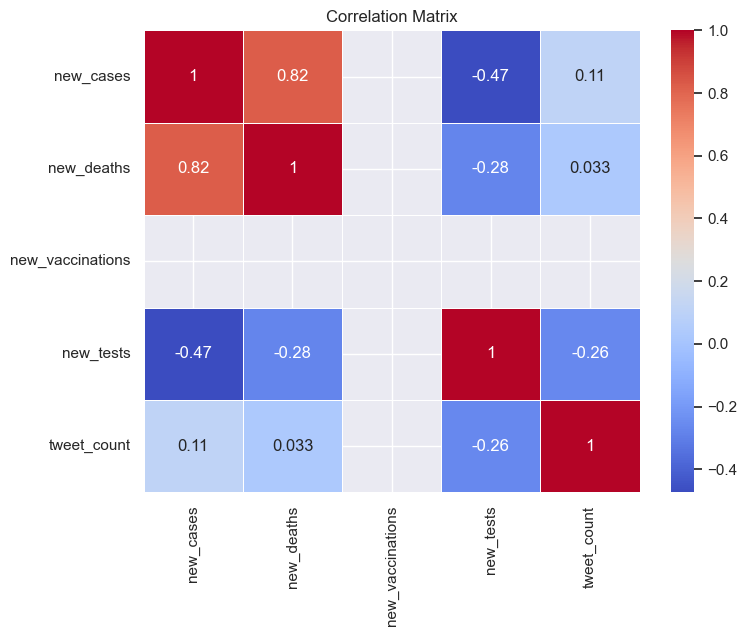 Correlation Matrix
new_cases 1 0.82 -0.47 0.11
new_deaths 0.82 1 -0.28 0.033
new_vaccinations
new_tests -0.47 -0.28 1 -0.26
tweet_count 0.11 0.033 -0.26 1
new_cases new_deaths new_vaccinations new_tests tweet_count
1.0
0.8
0.6
0.4
0.2
0.0
−0.2
−0.4